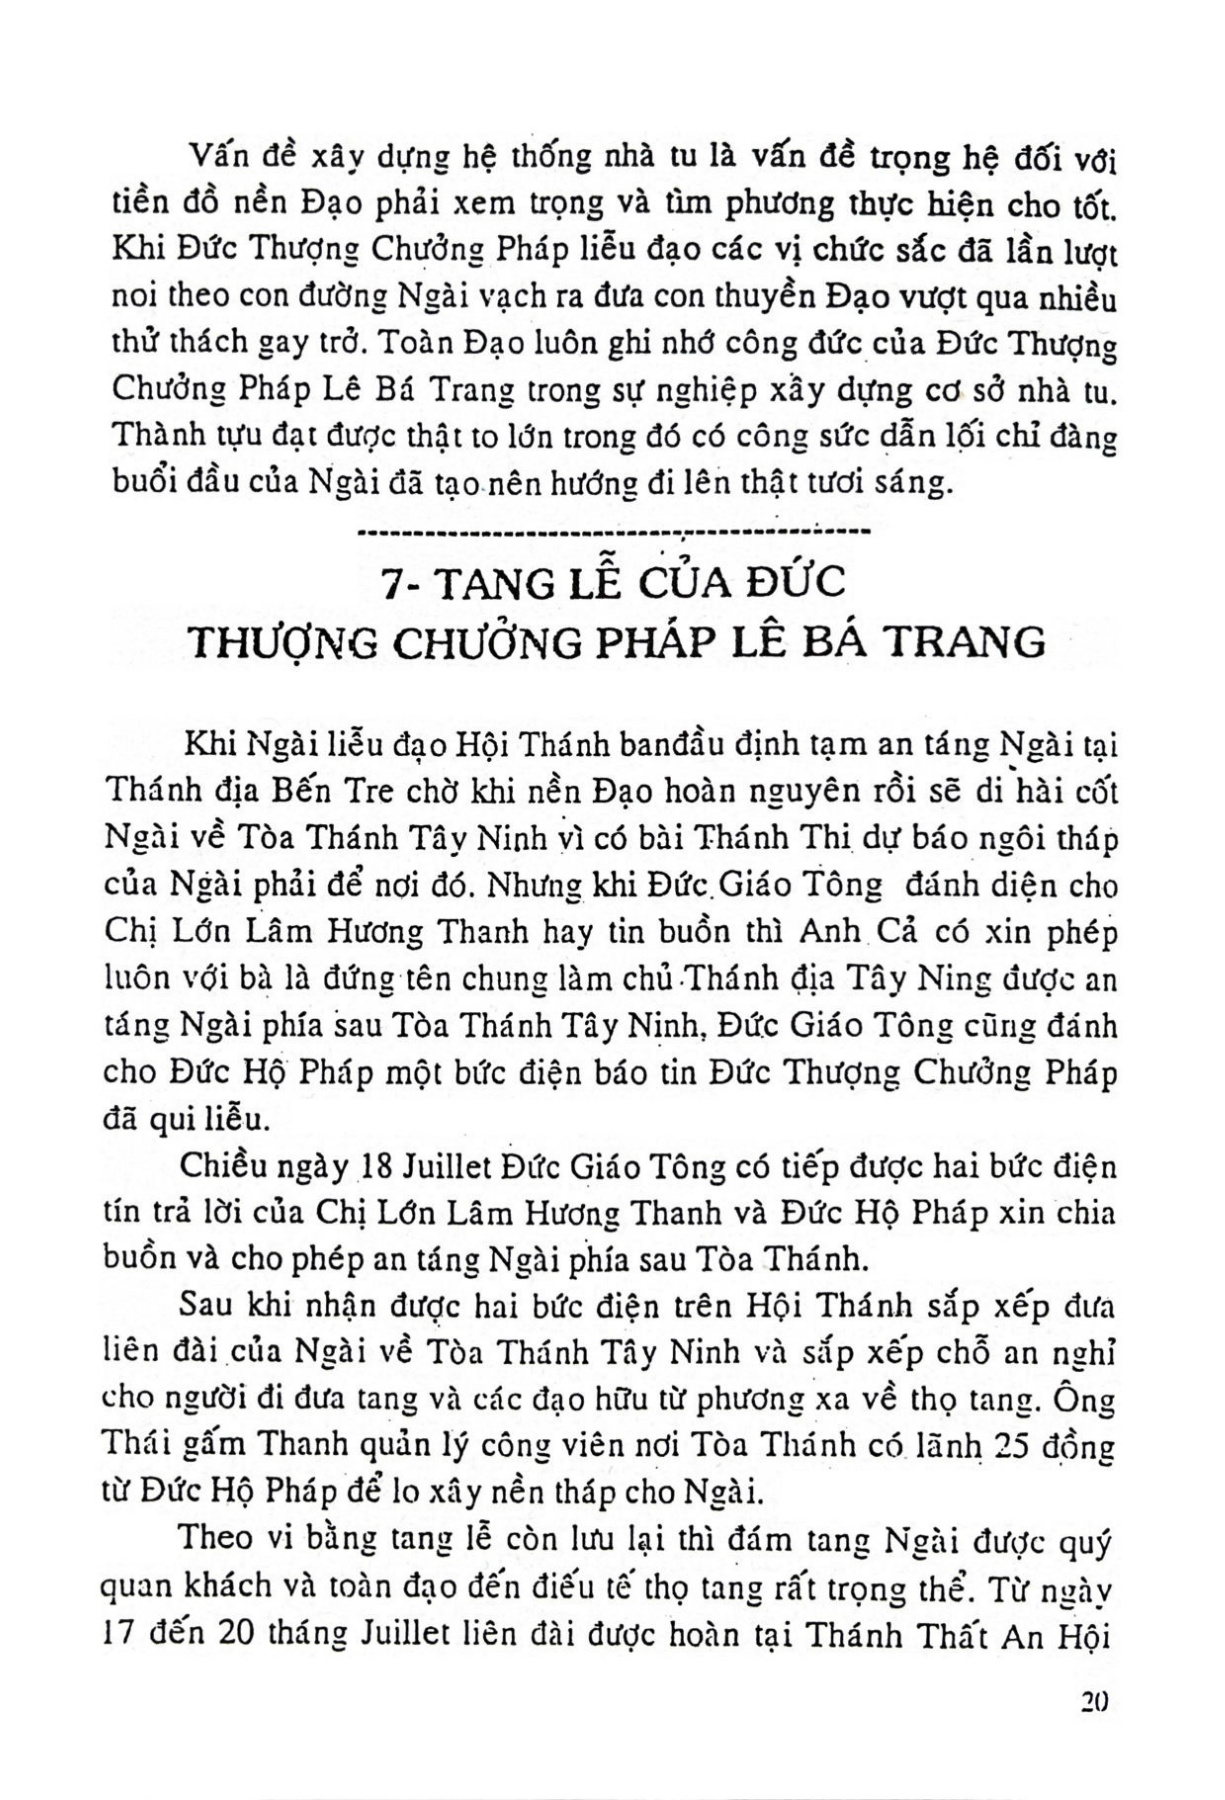 Vấn đề xây dựng hệ thống nhà tu là vấn đề trọng hệ đối với
tiền đồ nền Đạo phải xem trọng và tìm phương thực hiện cho tốt.
Khi Đức Thượng Chưởng Pháp liễu đạo các vị chức sắc đã lần lượt
noi theo con đường Ngài vạch ra đưa con thuyền Đạo vượt qua nhiều
thử thách gay trở. Toàn Đạo luôn ghi nhớ công đức của Đức Thượng
Chưởng Pháp Lê Bá Trang trong sự nghiệp xây dựng cơ sở nhà tu.
Thành tựu đạt được thật to lớn trong đó có công sức dẫn lối chỉ đàng
buổi đầu của Ngài đã tạo nên hướng đi lên thật tươi sáng.
7- TANG LỄ CỦA ĐỨC
THƯỢNG CHƯỞNG PHÁP LÊ BÁ TRANG
Khi Ngài liễu đạo Hội Thánh banđầu định tạm an táng Ngài tại
Thánh địa Bến Tre chờ khi nền Đạo hoàn nguyên rồi sẽ di hài cốt
Ngài về Tòa Thánh Tây Ninh vì có bài Thánh Thi dự báo ngôi tháp
của Ngài phải để nơi đó. Nhưng khi Đức Giáo Tông đánh diện cho
Chị Lớn Lâm Hương Thanh hay tin buồn thì Anh Cả có xin phép
luôn với bà là đứng tên chung làm chủ Thánh địa Tây Ning được an
táng Ngài phía sau Tòa Thánh Tây Ninh, Đức Giáo Tông cũng đánh
cho Đức Hộ Pháp một bức điện báo tin Đức Thượng Chưởng Pháp
đã qui liễu.
Chiều ngày 18 Juillet Đức Giáo Tông có tiếp được hai bức điện
tín trả lời của Chị Lớn Lâm Hương Thanh và Đức Hộ Pháp xin chia
buồn và cho phép an táng Ngài phía sau Tòa Thánh.
Sau khi nhận được hai bức điện trên Hội Thánh sắp xếp đưa
liên đài của Ngài về Tòa Thánh Tây Ninh và sắp xếp chỗ an nghỉ
cho người đi đưa tang và các đạo hữu từ phương xa về thọ tang. Ông
Thái gấm Thanh quản lý công viên nơi Tòa Thánh có lãnh 25 đồng
từ Đức Hộ Pháp để lo xây nền tháp cho Ngài.
Theo vi bằng tang lễ còn lưu lại thì đám tang Ngài được quý
quan khách và toàn đạo đến điếu tế thọ tang rất trọng thể. Từ ngày
17 đến 20 tháng Juillet liên đài được hoàn tại Thánh Thất An Hội
20